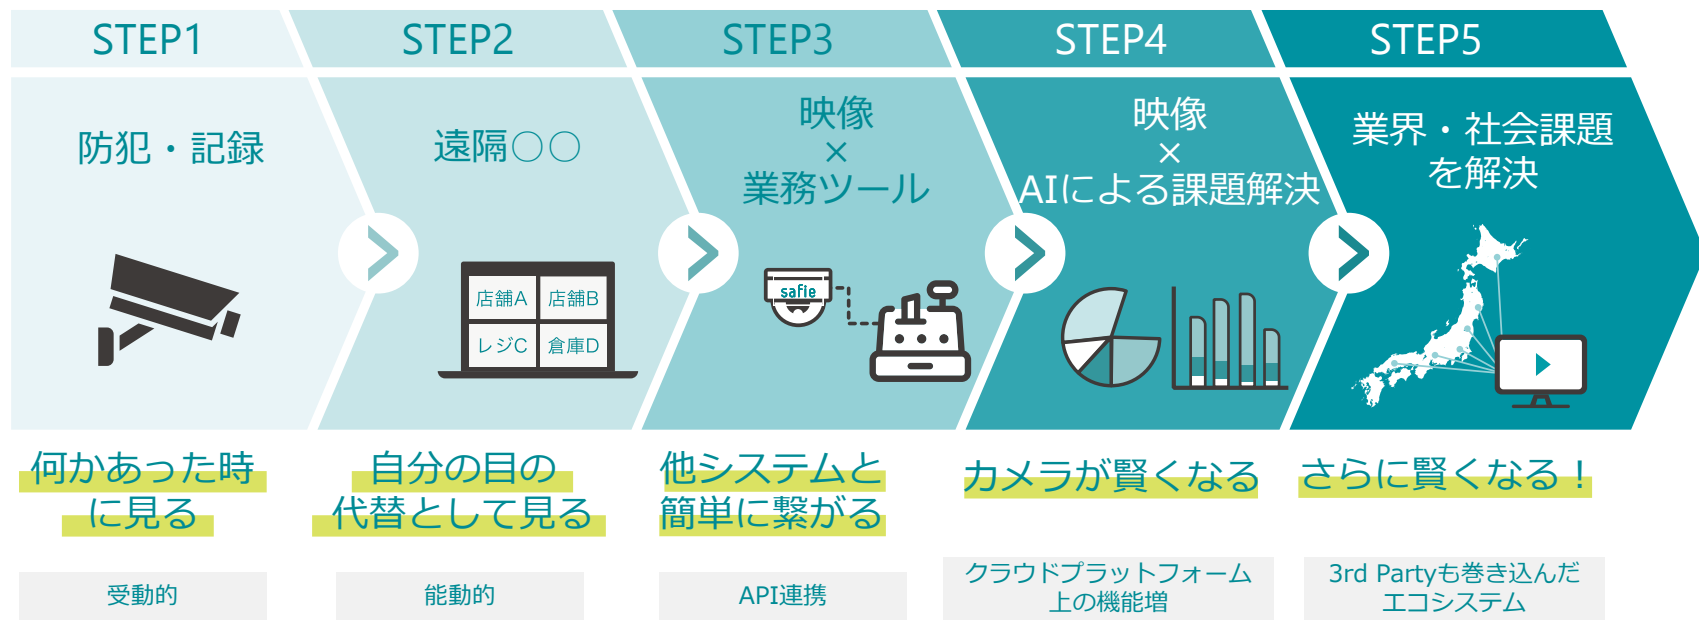 STEP1
STEP2
STEP3
STEP4
STEP5
防犯・記録
遠隔○○
映像
×
業務ツール
映像
×
AIによる課題解決
業界・社会課題
を解決
店舗A
店舗B
レジC
倉庫D
safie
何かあった時
に見る
自分の目の
代替として見る
他システムと
簡単に繋がる
カメラが賢くなる
さらに賢くなる！
受動的
能動的
API連携
クラウドプラットフォーム
上の機能増
3rd Partyも巻き込んだ
エコシステム